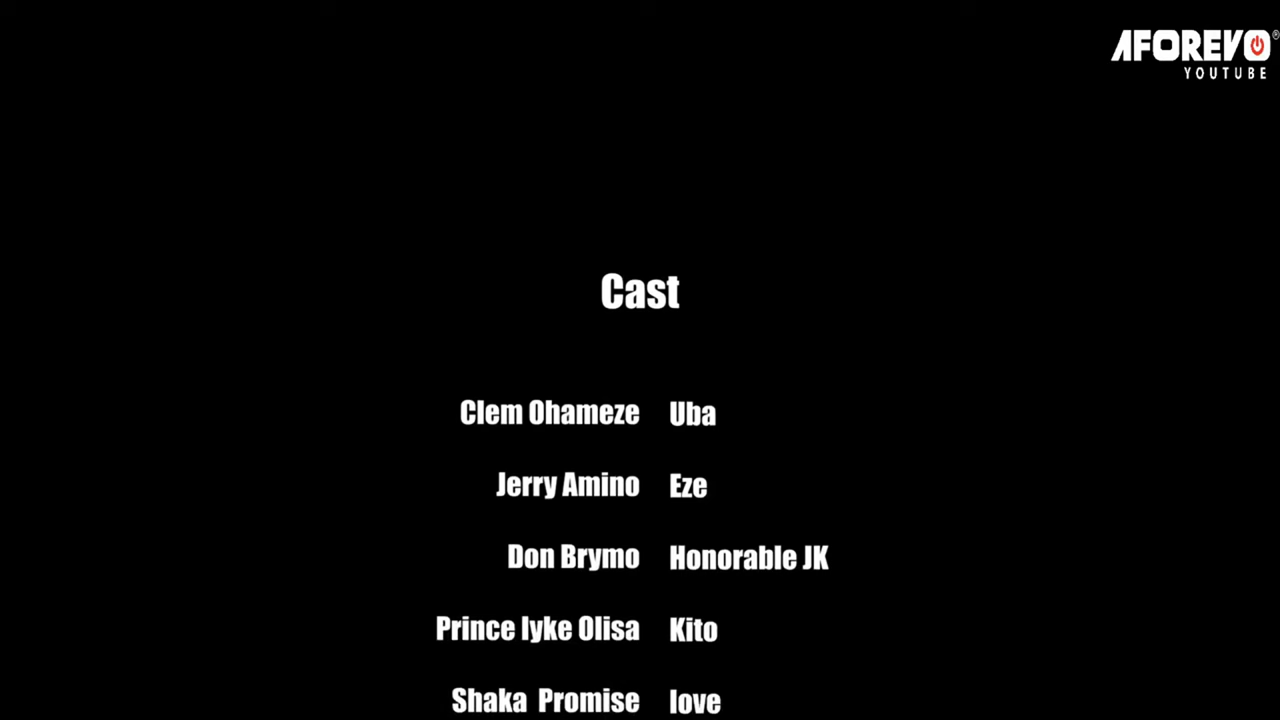 AFOREVO®
YOUTUBE
Cast
Clem Ohameze Uba
Jerry Amino Eze
Don Brymo Honorable JK
Prince Iyke Olisa Kito
Shaka Promise love